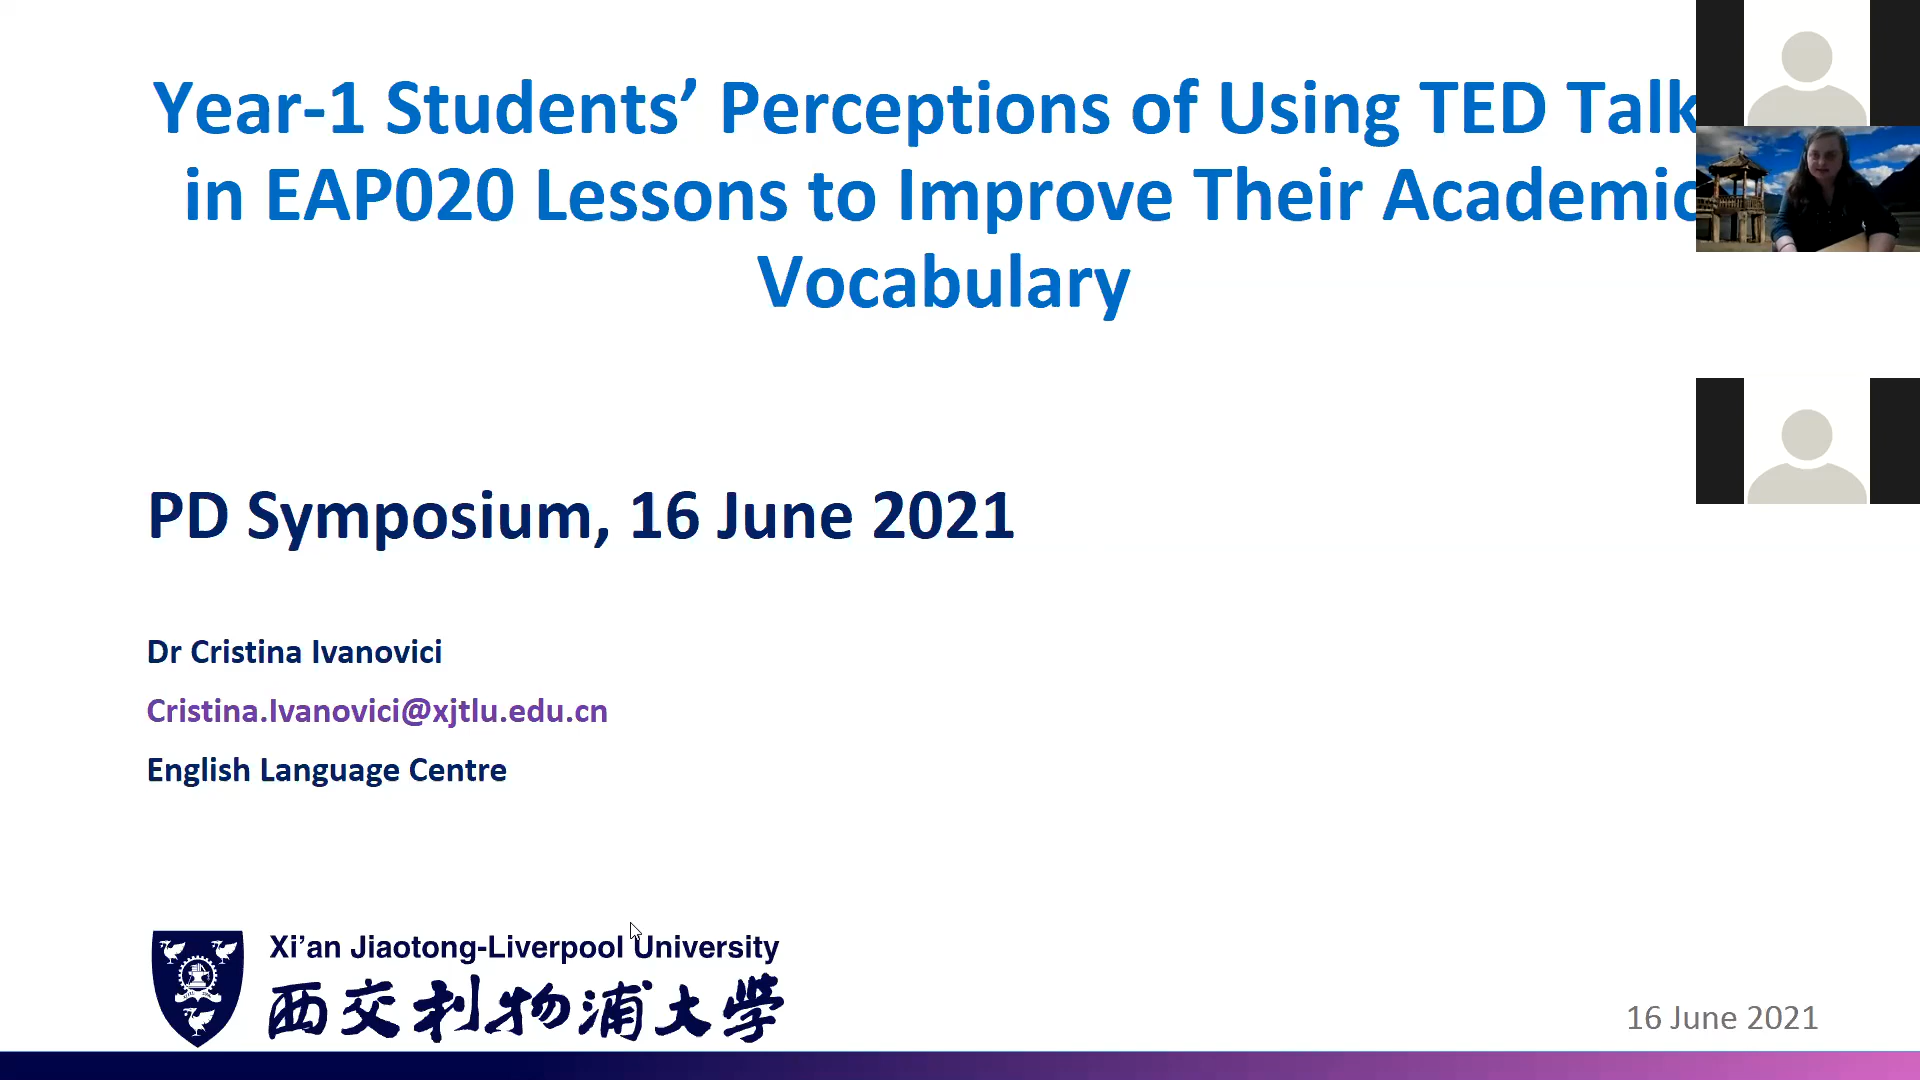 Year-1 Students’ Perceptions of Using TED Talk
in EAP020 Lessons to Improve Their Academic
Vocabulary
PD Symposium, 16 June 2021
Dr Cristina Ivanovici
Cristina.Ivanovici@xjtlu.edu.cn
English Language Centre
Xi’an Jiaotong-Liverpool University
西交利物浦大学
16 June 2021